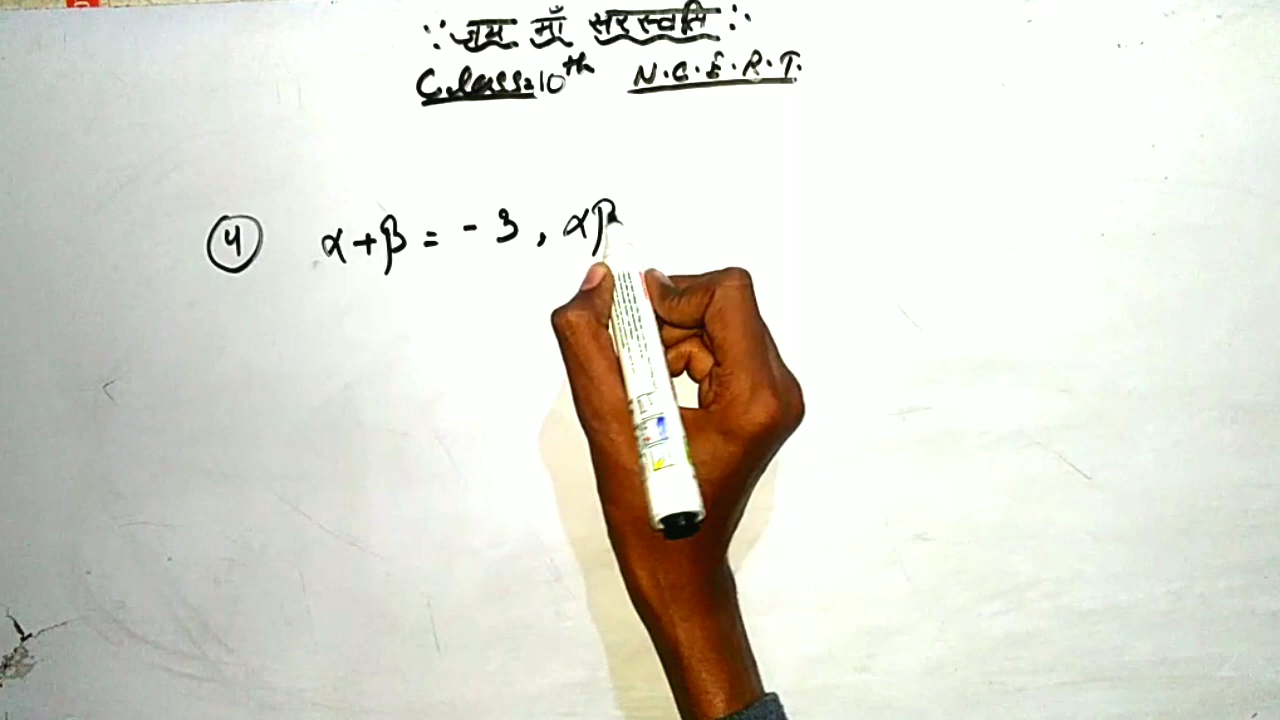 ∵ जय माँ सरस्वती ∴
Class:10th N.C.E.R.T.
(4) α+β = -3, αβ